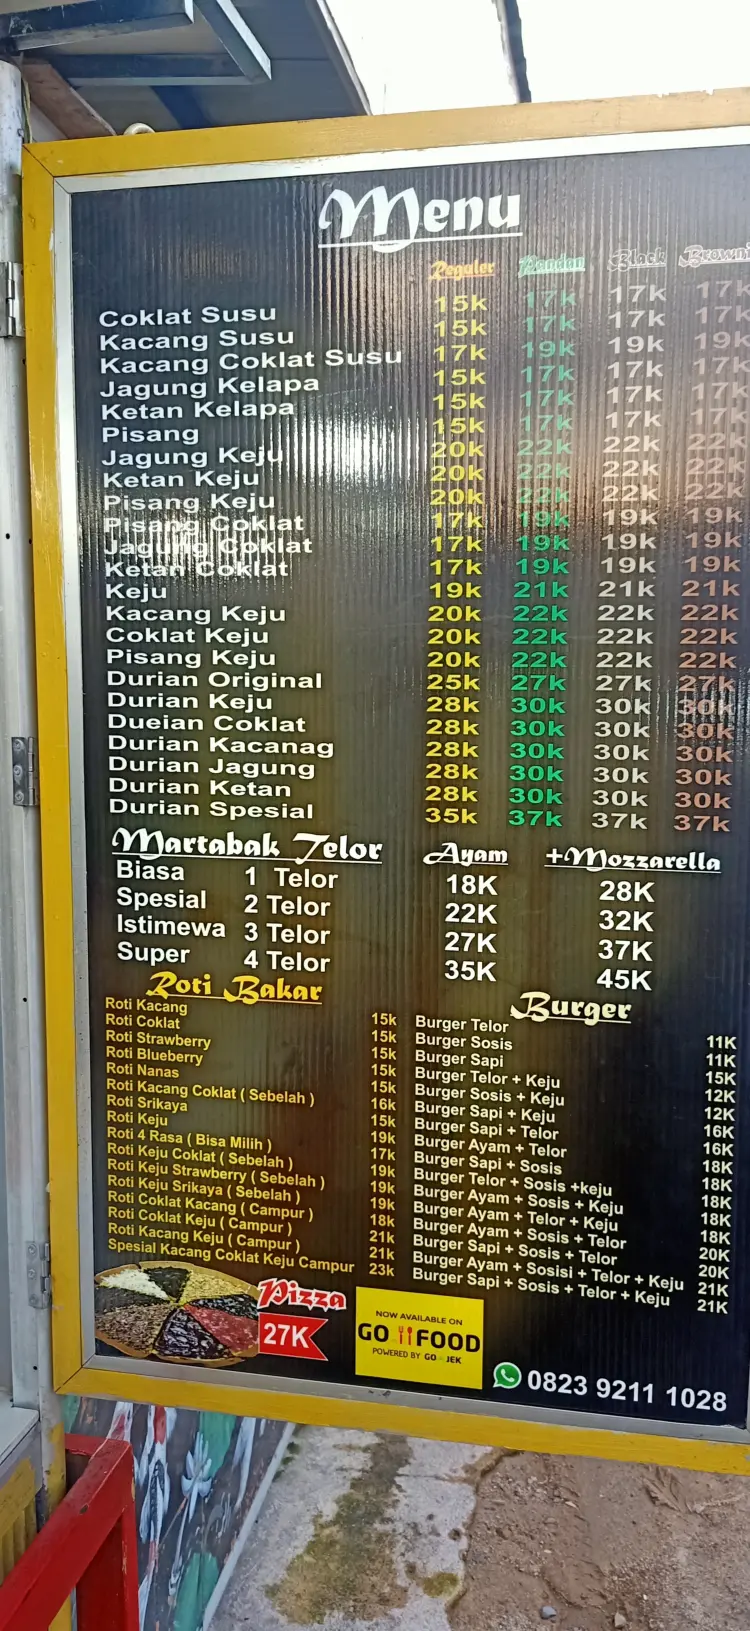 Menu
Reguler Pandan Black Browni
Coklat Susu 15k 17k 17k 17k
Kacang Susu 15k 17k 17k 17k
Kacang Coklat Susu 17k 19k 19k 19k
Jagung Kelapa 15k 17k 17k 17k
Ketan Kelapa 15k 17k 17k 17k
Pisang 15k 17k 17k 17k
Jagung Keju 20k 22k 22k 22k
Ketan Keju 20k 22k 22k 22k
Pisang Keju 20k 22k 22k 22k
Pisang Coklat 17k 19k 19k 19k
Jagung Coklat 17k 19k 19k 19k
Ketan Coklat 17k 19k 19k 19k
Keju 19k 21k 21k 21k
Kacang Keju 20k 22k 22k 22k
Coklat Keju 20k 22k 22k 22k
Pisang Keju 20k 22k 22k 22k
Durian Original 25k 27k 27k 27k
Durian Keju 28k 30k 30k 30k
Dueian Coklat 28k 30k 30k 30k
Durian Kacanag 28k 30k 30k 30k
Durian Jagung 28k 30k 30k 30k
Durian Ketan 28k 30k 30k 30k
Durian Spesial 35k 37k 37k 37k
Martabak Telor Ayam +Mozzarella
Biasa 1 Telor 18K 28K
Spesial 2 Telor 22K 32K
Istimewa 3 Telor 27K 37K
Super 4 Telor 35K 45K
Roti Bakar
Roti Kacang 15k
Roti Coklat 15k
Roti Strawberry 15k
Roti Blueberry 15k
Roti Nanas 15k
Roti Kacang Coklat ( Sebelah ) 16k
Roti Srikaya 15k
Roti Keju 19k
Roti 4 Rasa ( Bisa Milih ) 17k
Roti Keju Coklat ( Sebelah ) 19k
Roti Keju Strawberry ( Sebelah ) 19k
Roti Keju Srikaya ( Sebelah ) 19k
Roti Coklat Kacang ( Campur ) 18k
Roti Coklat Keju ( Campur ) 21k
Roti Kacang Keju ( Campur ) 21k
Spesial Kacang Coklat Keju Campur 23k
Burger
Burger Telor 11K
Burger Sosis 11K
Burger Sapi 15K
Burger Telor + Keju 12K
Burger Sosis + Keju 12K
Burger Sapi + Keju 16K
Burger Sapi + Telor 16K
Burger Ayam + Telor 18K
Burger Sapi + Sosis 18K
Burger Telor + Sosis +keju 18K
Burger Ayam + Sosis + Keju 18K
Burger Ayam + Telor + Keju 18K
Burger Ayam + Sosis + Telor 20K
Burger Sapi + Sosis + Telor 20K
Burger Ayam + Sosisi + Telor + Keju 21K
Burger Sapi + Sosis + Telor + Keju 21K
Pizza
27K
NOW AVAILABLE ON
GO FOOD
POWERED BY GO JEK
0823 9211 1028